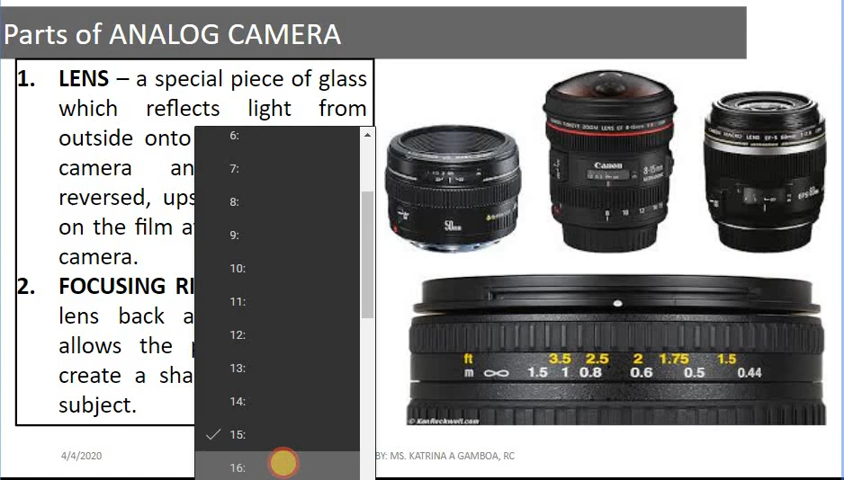 Parts of ANALOG CAMERA
1. LENS – a special piece of glass
which reflects light from
outside onto
camera
reversed,
on the film
camera.
2. FOCUSING
lens back
allows the
create a
subject.
6:
7:
8:
9:
10:
11:
12:
13:
14:
15:
16:
Canon
8-15mm
50mm
ft 3.5 2.5 2 1.75 1.5
m ∞ 1.5 1 0.8 0.6 0.5 0.44
© KenRockwell.com
4/4/2020
BY: MS. KATRINA A GAMBOA, RC